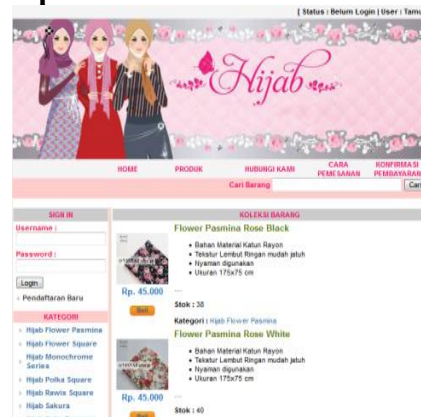 [ Status : Belum Login | User : Tamu
Hijab
HOME
PRODUK
HUBUNGI KAMI
CARA PEMESANAN
KONFIRMASI PEMBAYARAN
Cari Barang
Cari
SIGN IN
Username :
Password :
Login
Pendaftaran Baru
KATEGORI
Hijab Flower Pasmina
Hijab Flower Square
Hijab Monochrome
Series
Hijab Polka Square
Hijab Rawis Square
Hijab Sakura
KOLEKSI BARANG
Flower Pasmina Rose Black
Bahan Material Katun Rayon
Tekstur Lembut Ringan mudah jatuh
Nyaman digunakan
Ukuran 175x75 cm
....
Rp. 45.000
Beli
Stok : 38
Kategori : Hijab Flower Pasmina
Flower Pasmina Rose White
Bahan Material Katun Rayon
Tekstur Lembut Ringan mudah jatuh
Nyaman digunakan
Ukuran 175x75 cm
....
Rp. 45.000
Beli
Stok : 40